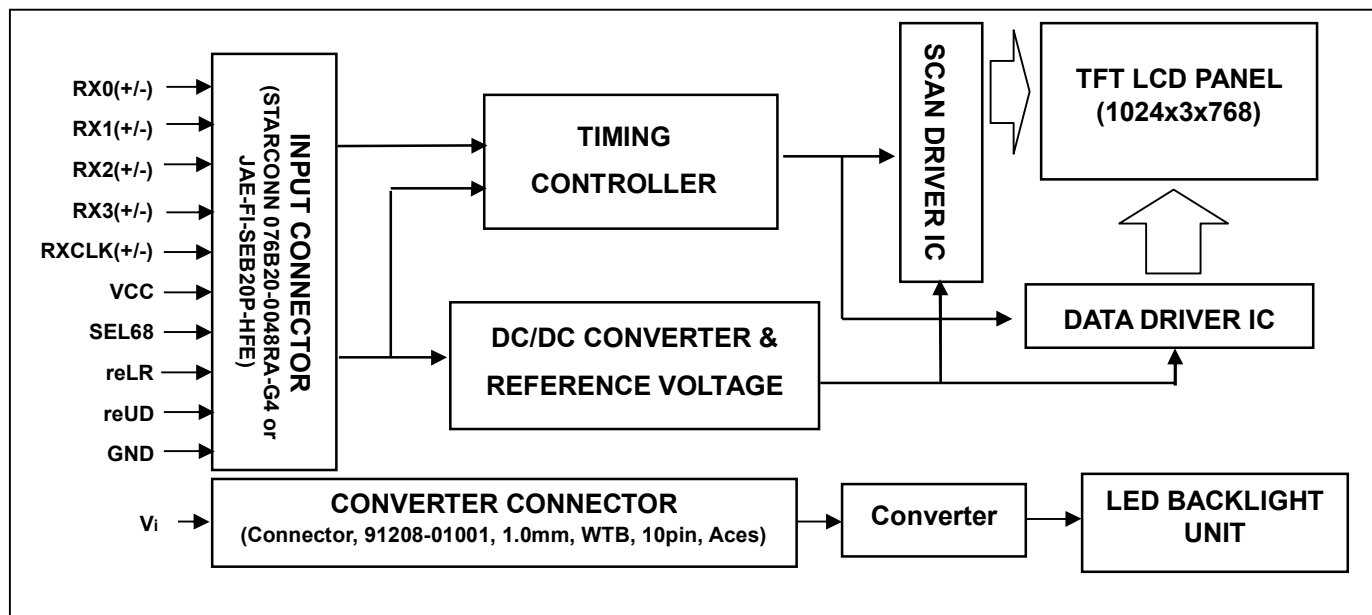 RX0(+/-)
RX1(+/-)
RX2(+/-)
RX3(+/-)
RXCLK(+/-)
VCC
SEL68
reLR
reUD
GND
INPUT CONNECTOR
(STARCONN 076B20-0048RA-G4 or
JAE-FI-SEB20P-HFE)
TIMING
CONTROLLER
SCAN DRIVER IC
TFT LCD PANEL
(1024x3x768)
DC/DC CONVERTER &
REFERENCE VOLTAGE
DATA DRIVER IC
Vi
CONVERTER CONNECTOR
(Connector, 91208-01001, 1.0mm, WTB, 10pin, Aces)
Converter
LED BACKLIGHT
UNIT